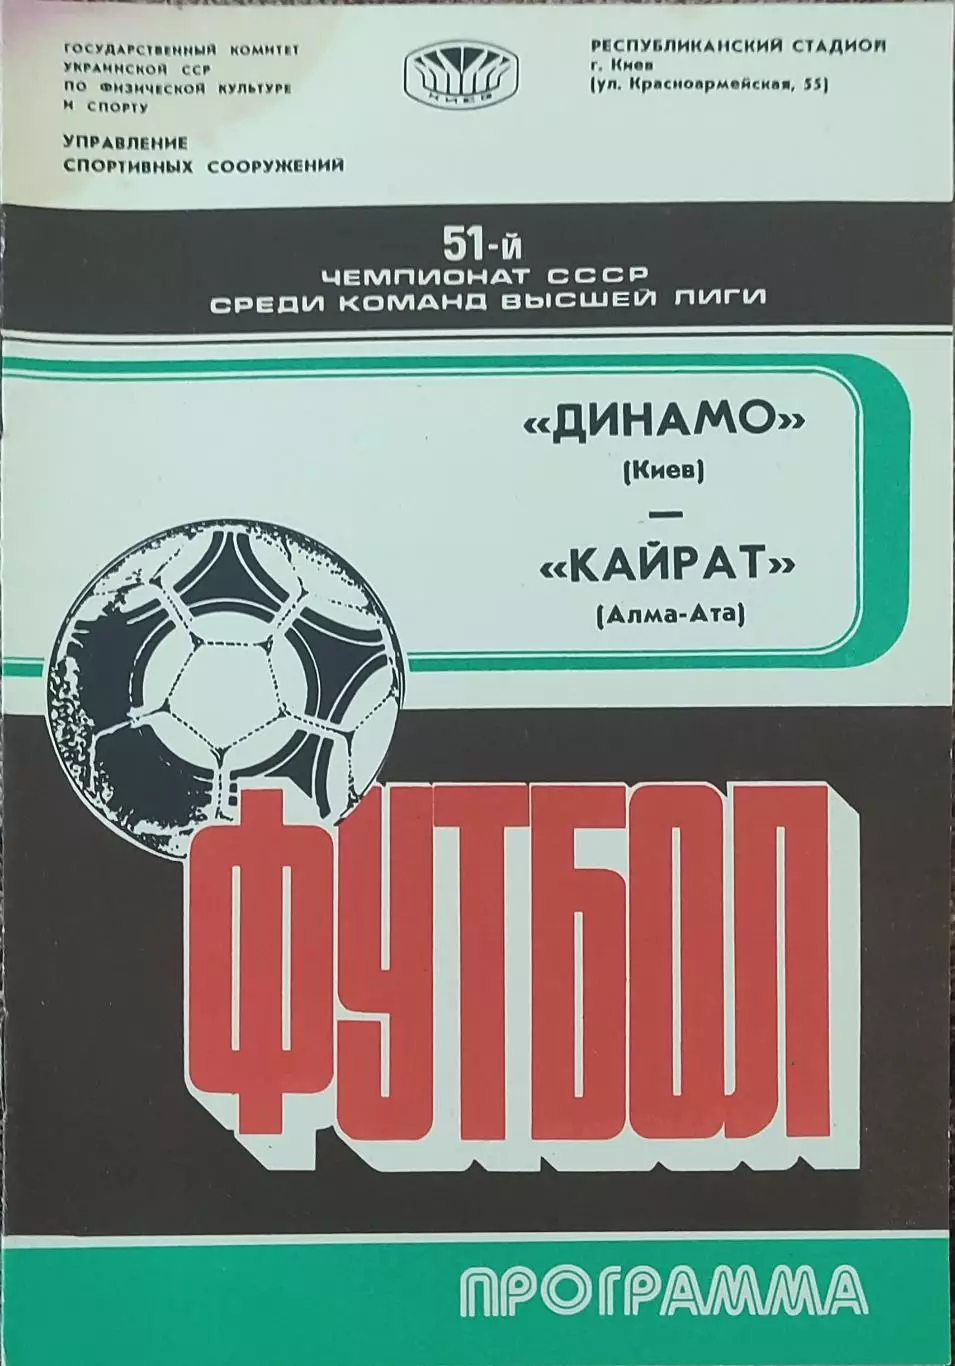 ГОСУДАРСТВЕННЫЙ КОМИТЕТ
УКРАИНСКОЙ ССР
ПО ФИЗИЧЕСКОЙ КУЛЬТУРЕ
И СПОРТУ
УПРАВЛЕНИЕ
СПОРТИВНЫХ СООРУЖЕНИЙ
КИЕВ
РЕСПУБЛИКАНСКИЙ СТАДИОН
г. Киев
(ул. Красноармейская, 55)
51-й
ЧЕМПИОНАТ СССР
СРЕДИ КОМАНД ВЫСШЕЙ ЛИГИ
«ДИНАМО»
(Киев)
—
«КАЙРАТ»
(Алма-Ата)
ФУТБОЛ
ПРОГРАММА